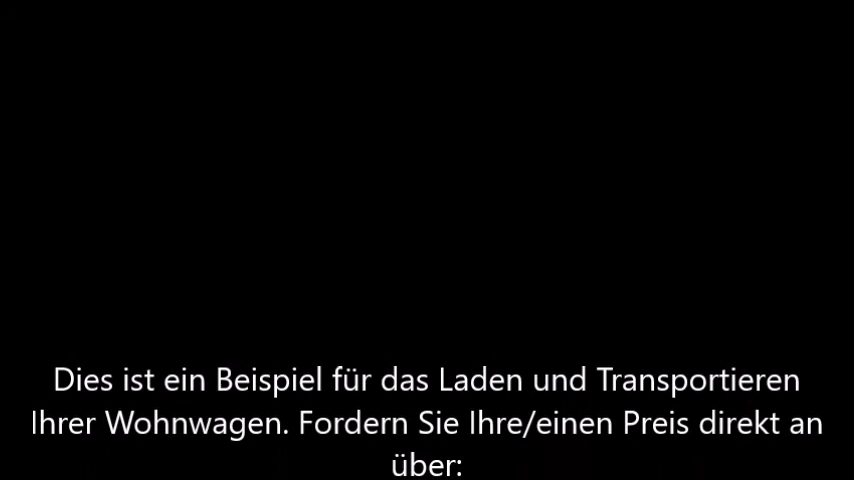 Dies ist ein Beispiel für das Laden und Transportieren
Ihrer Wohnwagen. Fordern Sie Ihre/einen Preis direkt an
über: